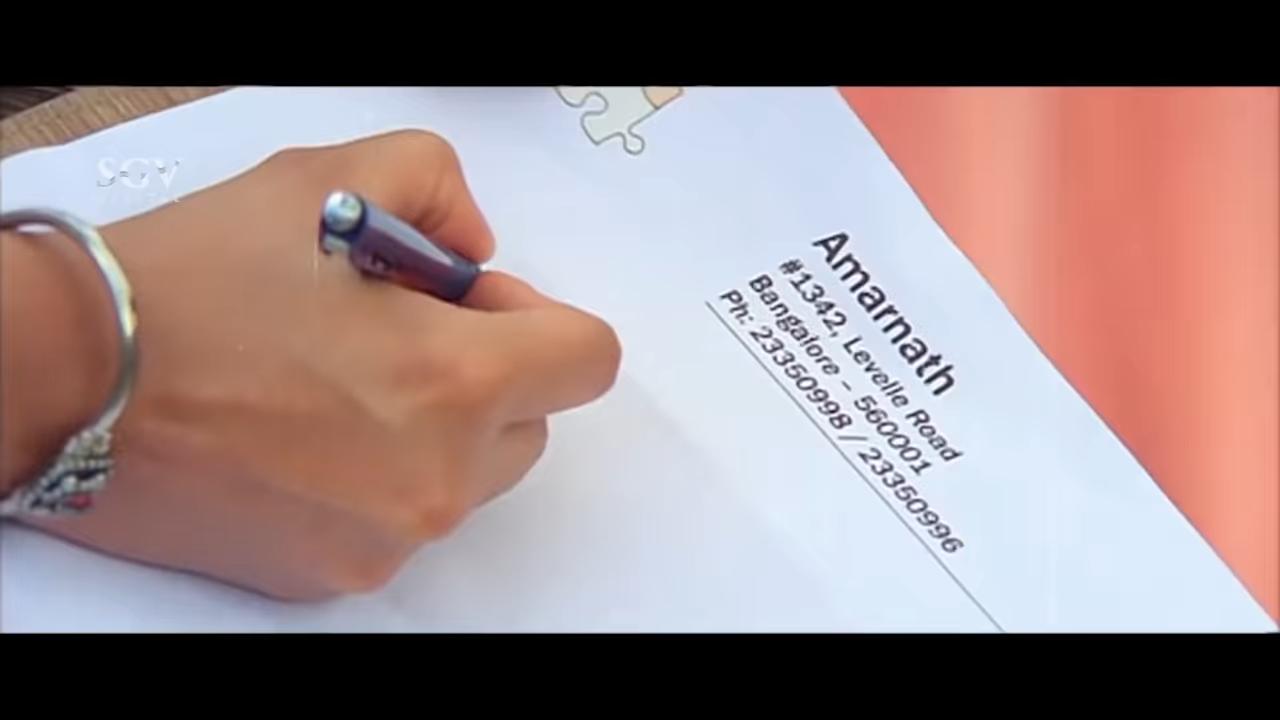 SGV
Amarnath
#1342, Levelle Road
Bangalore – 560001
Ph: 23350998 / 23350996